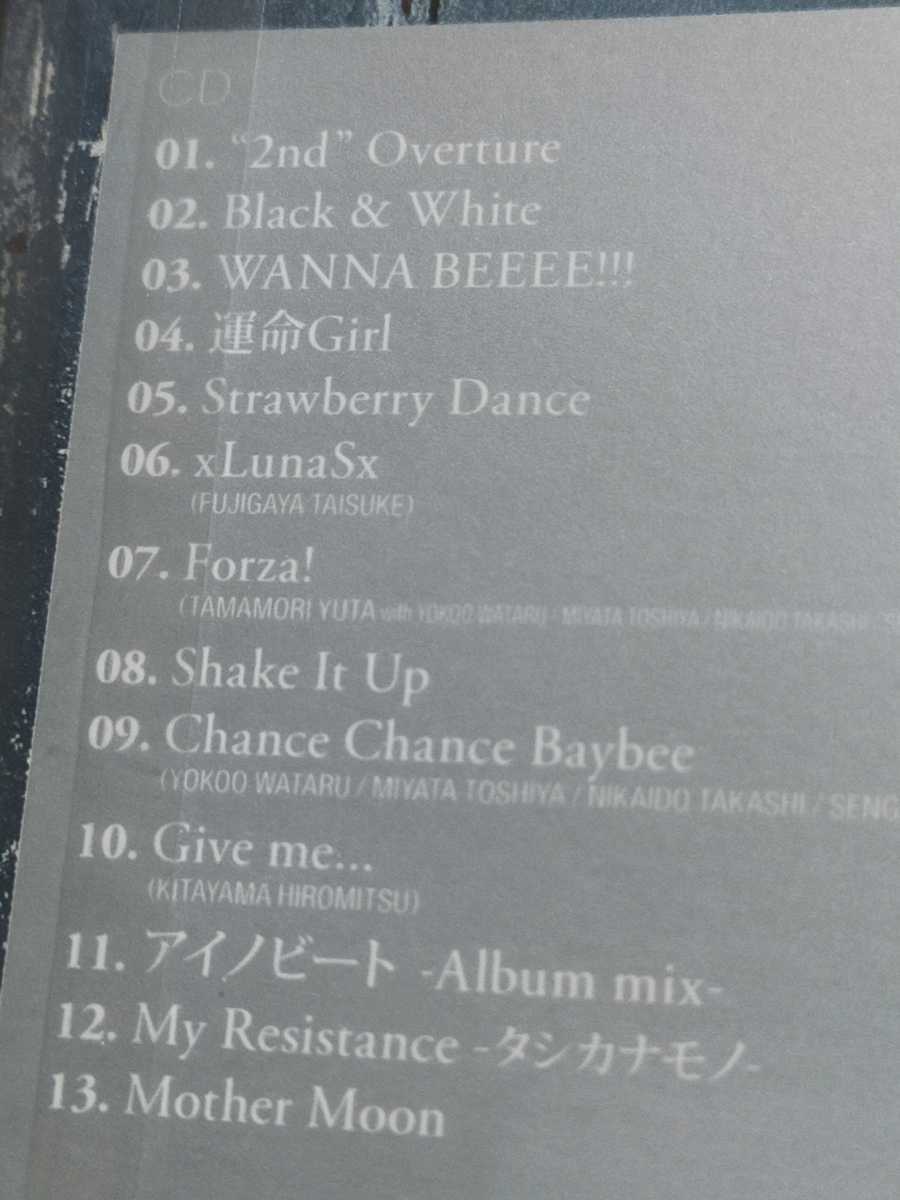 CD
01. “2nd” Overture
02. Black & White
03. WANNA BEEEE!!!
04. 運命Girl
05. Strawberry Dance
06. xLunaSx
(FUJIGAYA TAISUKE)
07. Forza!
(TAMAMORI YUTA with YOKOO WATARU / MIYATA TOSHIYA / NIKAIDO TAKASHI /
08. Shake It Up
09. Chance Chance Baybee
(YOKOO WATARU / MIYATA TOSHIYA / NIKAIDO TAKASHI / SENG
10. Give me...
(KITAYAMA HIROMITSU)
11. アイノビート -Album mix-
12. My Resistance -タシカナモノ-
13. Mother Moon